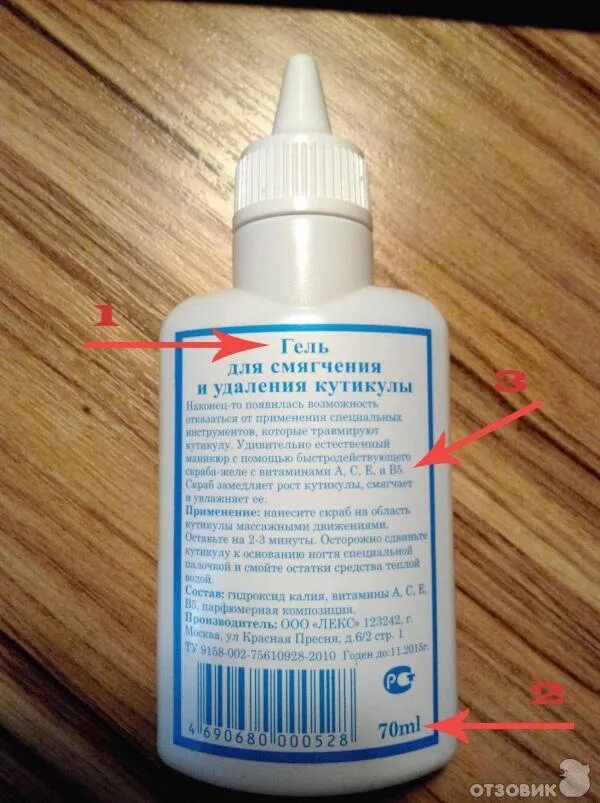 1
Гель
для смягчения
и удаления кутикулы
3
Наконец-то появилась возможность
отказаться от применения специальных
инструментов, которые травмируют
кутикулу. Удивительно естественный
маникюр с помощью быстродействующего
скраба-желе с витаминами А, С, Е, и В5.
Скраб замедляет рост кутикулы, смягчает
и увлажняет ее.
Применение: нанесите скраб на область
кутикулы массажными движениями.
Оставьте на 2-3 минуты. Осторожно сдвиньте
кутикулу к основанию ногтя специальной
палочкой и смойте остатки средства теплой
водой.
Состав: гидроксид калия, витамины А, С, Е,
В5, парфюмерная композиция.
Производитель: ООО «ЛЕКС» 123242, г.
Москва, ул Красная Пресня, д.6/2 стр. 1
ТУ 9158-002-75610928-2010 Годен до:11.2015г.
РСТ
2
4 690680 000528
70ml
ОТЗОВИК